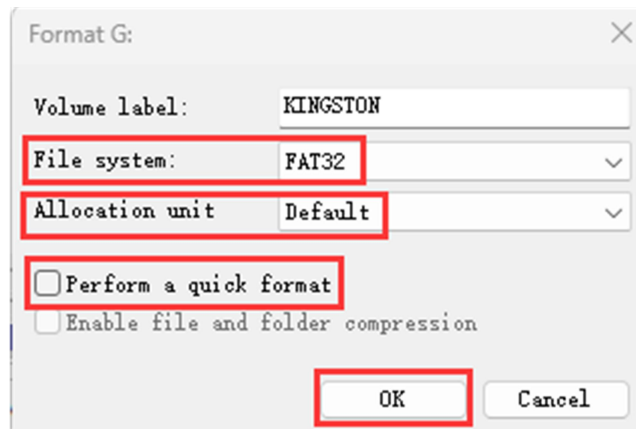 Format G:
Volume label: KINGSTON
File system: FAT32
Allocation unit Default
Perform a quick format
Enable file and folder compression
OK Cancel